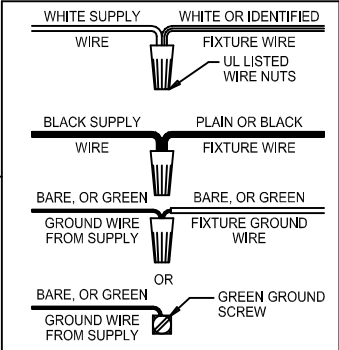 WHITE SUPPLY WHITE OR IDENTIFIED
WIRE FIXTURE WIRE
UL LISTED
WIRE NUTS
BLACK SUPPLY PLAIN OR BLACK
WIRE FIXTURE WIRE
BARE, OR GREEN BARE, OR GREEN
GROUND WIRE FIXTURE GROUND
FROM SUPPLY WIRE
OR
BARE, OR GREEN GREEN GROUND
GROUND WIRE SCREW
FROM SUPPLY